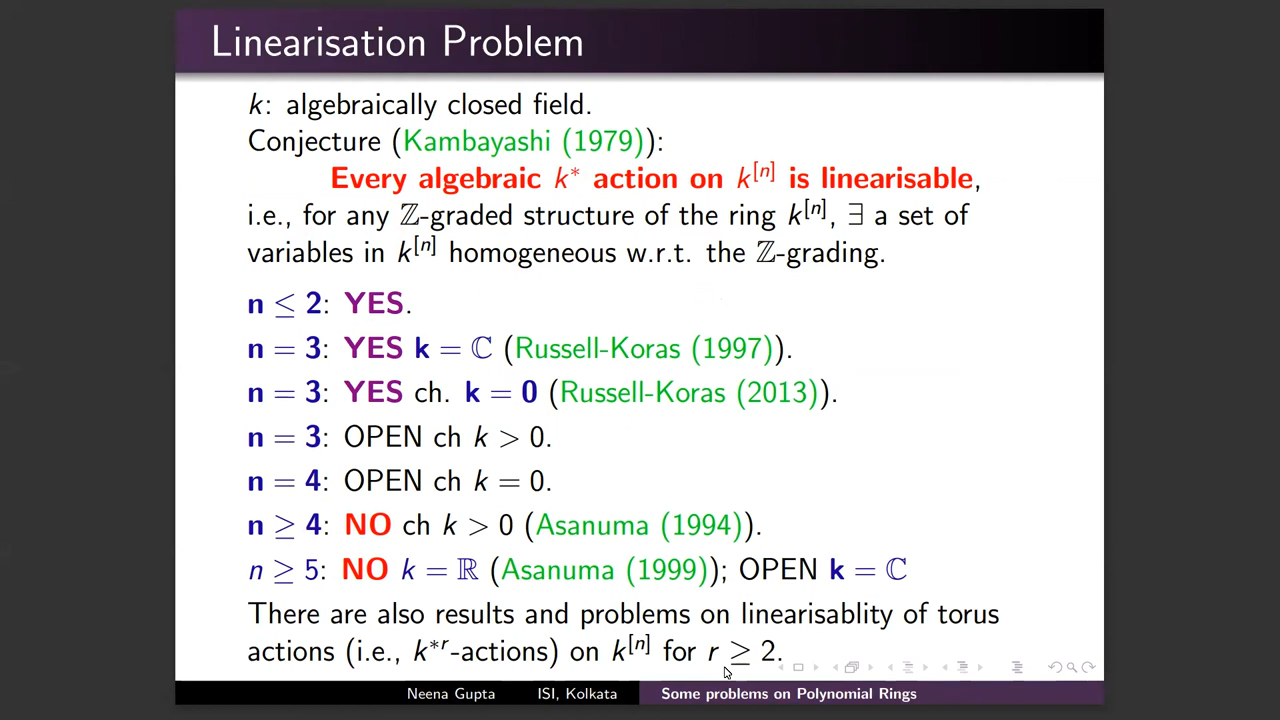 Linearisation Problem
k: algebraically closed field.
Conjecture (Kambayashi (1979)):
Every algebraic k* action on k^[n] is linearisable,
i.e., for any ℤ-graded structure of the ring k^[n], ∃ a set of
variables in k^[n] homogeneous w.r.t. the ℤ-grading.
n ≤ 2: YES.
n = 3: YES k = ℂ (Russell-Koras (1997)).
n = 3: YES ch. k = 0 (Russell-Koras (2013)).
n = 3: OPEN ch k > 0.
n = 4: OPEN ch k = 0.
n ≥ 4: NO ch k > 0 (Asanuma (1994)).
n ≥ 5: NO k = ℝ (Asanuma (1999)); OPEN k = ℂ
There are also results and problems on linearisablity of torus
actions (i.e., k*^r-actions) on k^[n] for r ≥ 2.
Neena Gupta ISI, Kolkata Some problems on Polynomial Rings